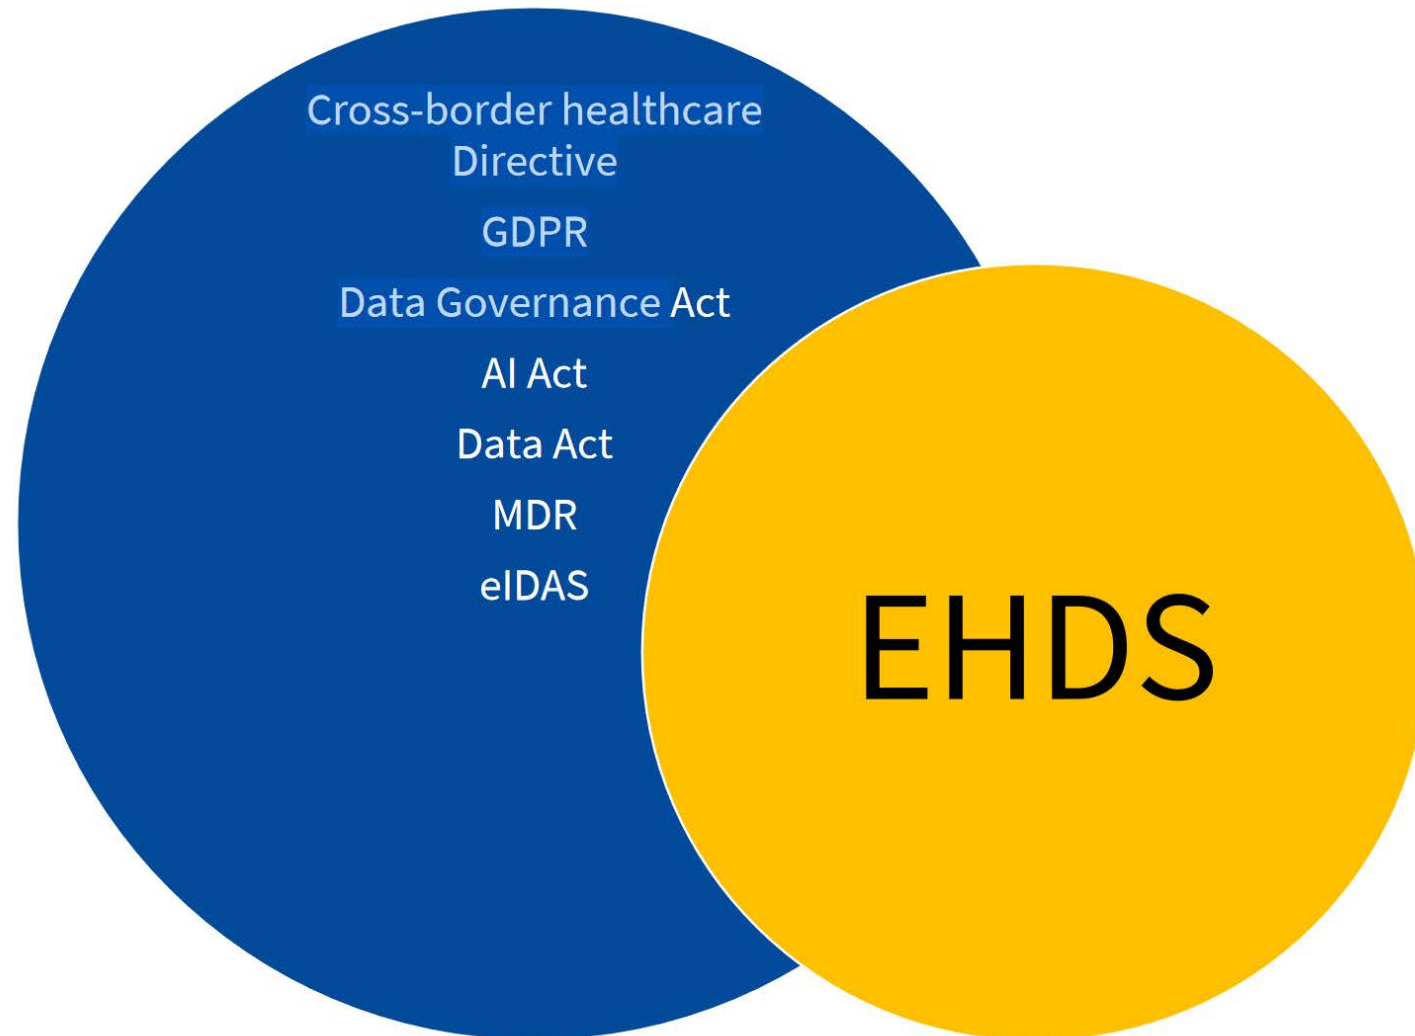 Cross-border healthcare
Directive
GDPR
Data Governance Act
AI Act
Data Act
MDR
eIDAS
EHDS